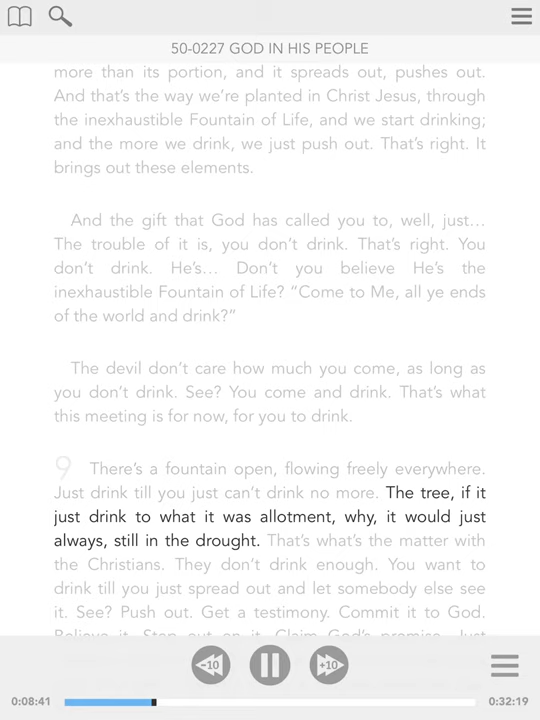 50-0227 GOD IN HIS PEOPLE
more than its portion, and it spreads out, pushes out.
And that's the way we're planted in Christ Jesus, through
the inexhaustible Fountain of Life, and we start drinking;
and the more we drink, we just push out. That's right. It
brings out these elements.
And the gift that God has called you to, well, just…
The trouble of it is, you don't drink. That's right. You
don't drink. He's… Don't you believe He's the
inexhaustible Fountain of Life? “Come to Me, all ye ends
of the world and drink?”
The devil don't care how much you come, as long as
you don't drink. See? You come and drink. That's what
this meeting is for now, for you to drink.
9 There's a fountain open, flowing freely everywhere.
Just drink till you just can't drink no more. The tree, if it
just drink to what it was allotment, why, it would just
always, still in the drought. That's what's the matter with
the Christians. They don't drink enough. You want to
drink till you just spread out and let somebody else see
it. See? Push out. Get a testimony. Commit it to God.
Believe it. Step out on it. Claim God's promise. Just
-10 +10
0:08:41 0:32:19